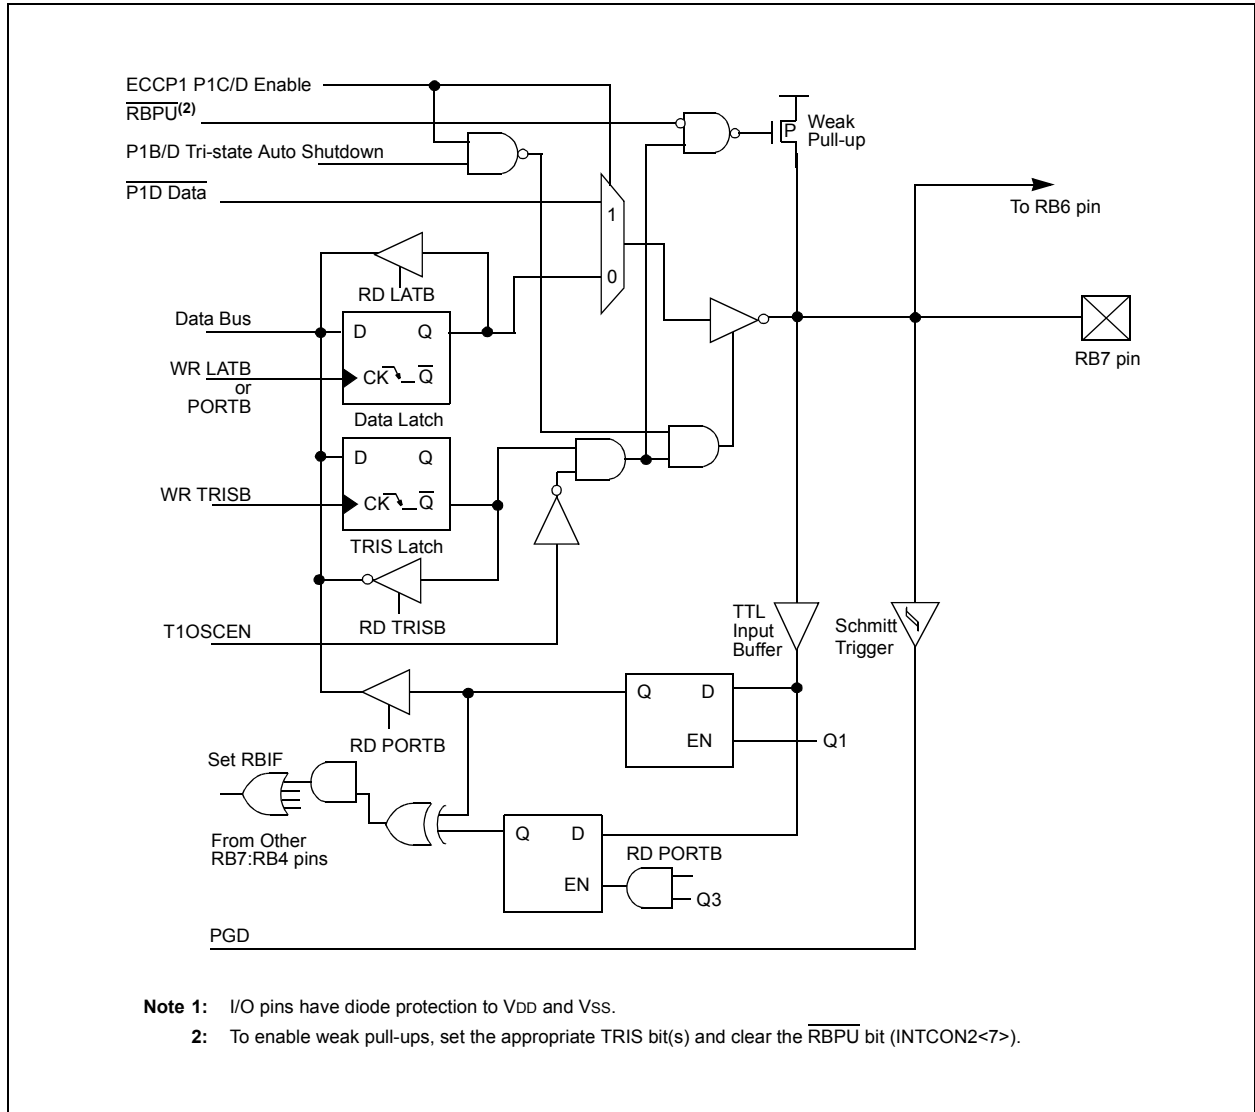 ECCP1 P1C/D Enable
RBPU(2)
P1B/D Tri-state Auto Shutdown
P1D Data
P
Weak
Pull-up
To RB6 pin
1
0
RD LATB
Data Bus
D Q
WR LATB
or
PORTB
CK Q
Data Latch
RB7 pin
D Q
WR TRISB
CK Q
TRIS Latch
RD TRISB
T1OSCEN
TTL
Input
Buffer
Schmitt
Trigger
Q D
EN
Q1
RD PORTB
Set RBIF
From Other
RB7:RB4 pins
Q D
EN
RD PORTB
Q3
PGD
Note 1: I/O pins have diode protection to VDD and VSS.
2: To enable weak pull-ups, set the appropriate TRIS bit(s) and clear the RBPU bit (INTCON2<7>).